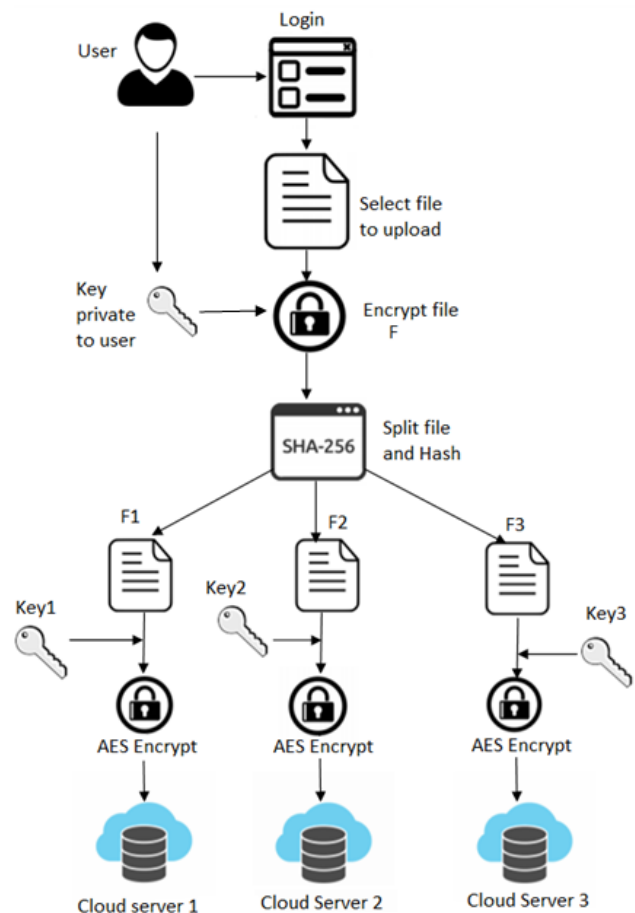 Login
User
Select file
to upload
Key
private
to user
Encrypt file
F
SHA-256
Split file
and Hash
F1
F2
F3
Key1
Key2
Key3
AES Encrypt
AES Encrypt
AES Encrypt
Cloud server 1
Cloud Server 2
Cloud Server 3